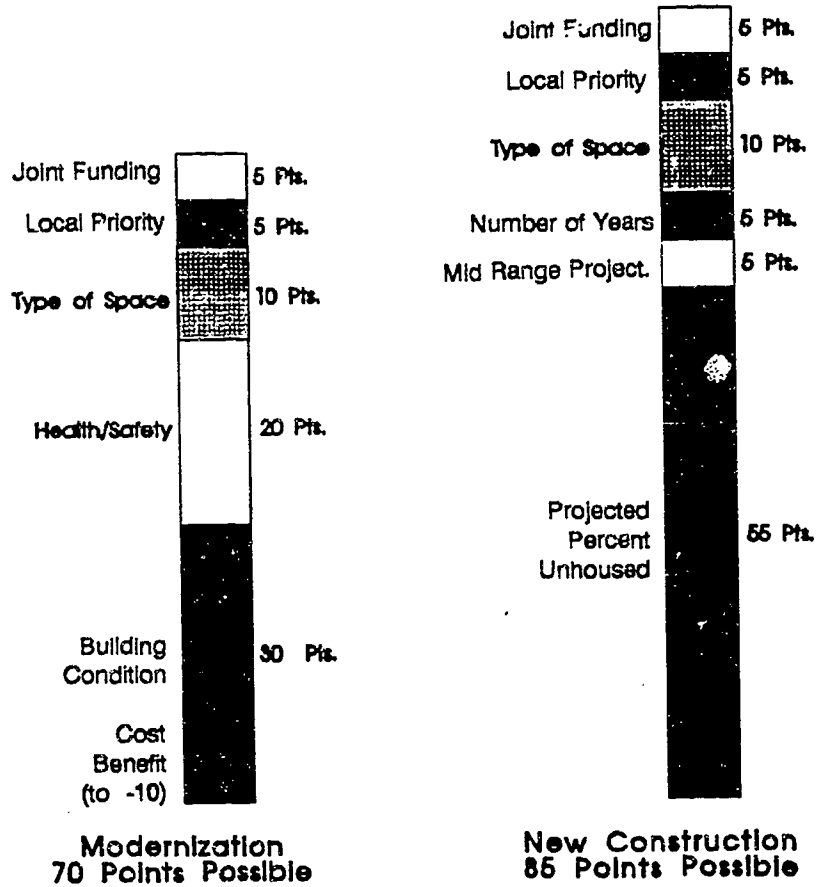 Joint Funding 5 Pts.
Local Priority 5 Pts.
Type of Space 10 Pts.
Health/Safety 20 Pts.
Building
Condition
30 Pts.
Cost
Benefit
(to -10)
Modernization
70 Points Possible
Joint Funding 5 Pts.
Local Priority 5 Pts.
Type of Space 10 Pts.
Number of Years 5 Pts.
Mid Range Project. 5 Pts.
Projected
Percent
Unhoused
55 Pts.
New Construction
85 Points Possible